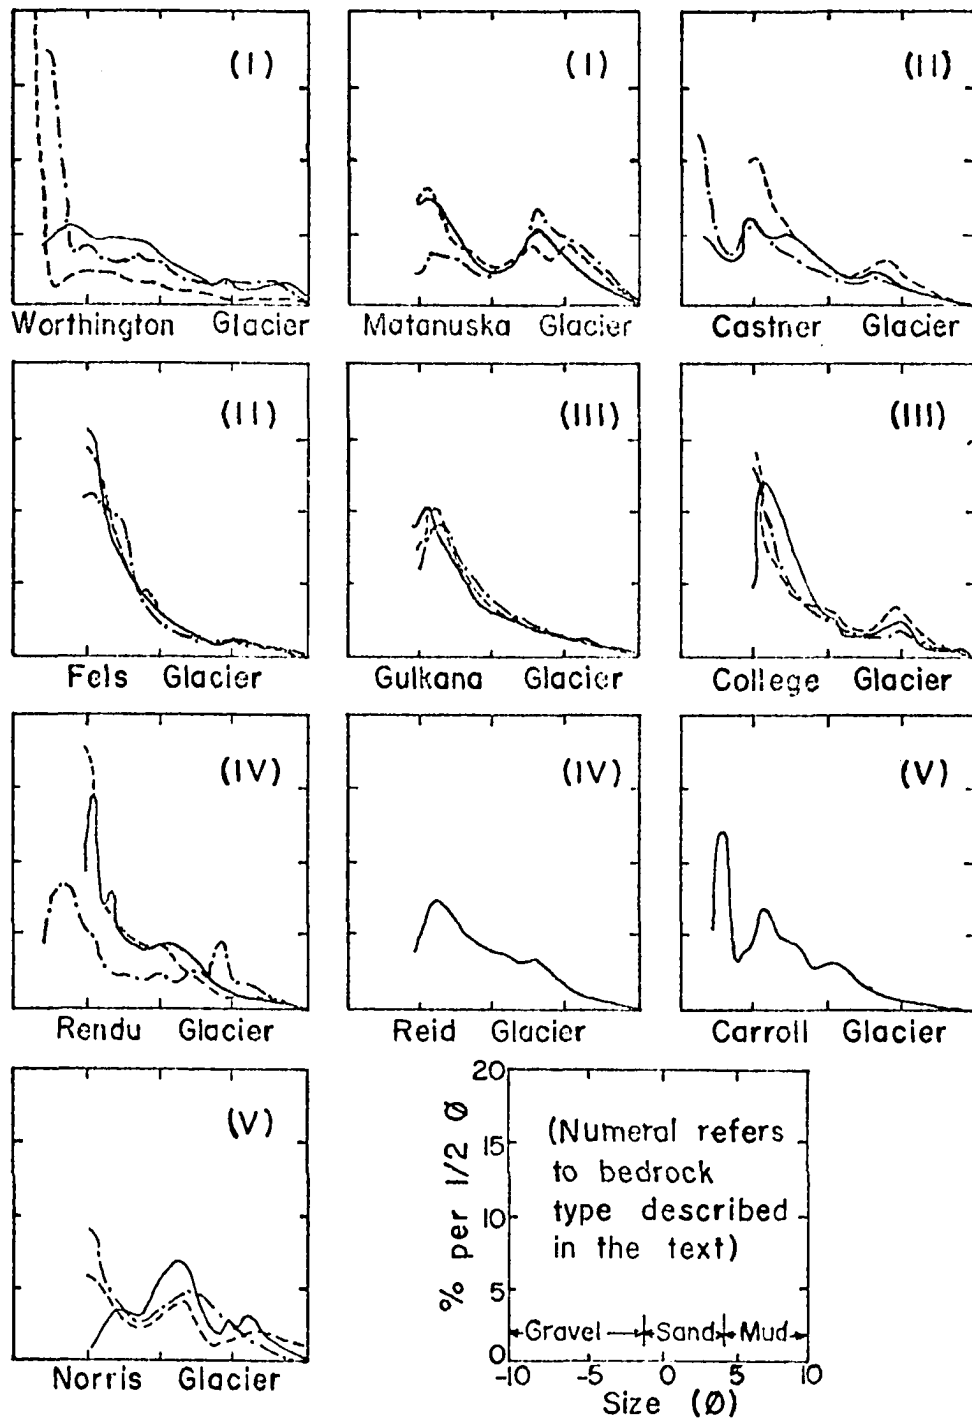 (I)
(I)
(II)
Worthington Glacier
Matanuska Glacier
Castner Glacier
(II)
(III)
(III)
Fels Glacier
Gulkana Glacier
College Glacier
(IV)
(IV)
(V)
Rendu Glacier
Reid Glacier
Carroll Glacier
(V)
Norris Glacier
% per 1/2 Ø
20
15
10
5
0
(Numeral refers
to bedrock
type described
in the text)
Gravel
Sand
Mud
-10 -5 0 5 10
Size (Ø)